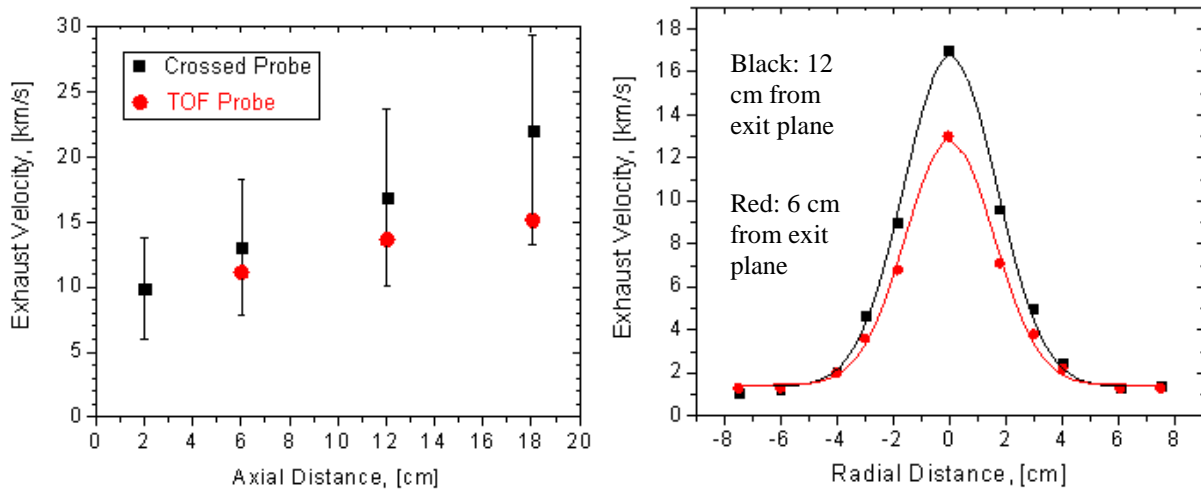 30
25
20
15
10
5
0
Exhaust Velocity, [km/s]
Crossed Probe
TOF Probe
0 2 4 6 8 10 12 14 16 18 20
Axial Distance, [cm]
18
16
14
12
10
8
6
4
2
0
Exhaust Velocity, [km/s]
Black: 12
cm from
exit plane
Red: 6 cm
from exit
plane
-8 -6 -4 -2 0 2 4 6 8
Radial Distance, [cm]